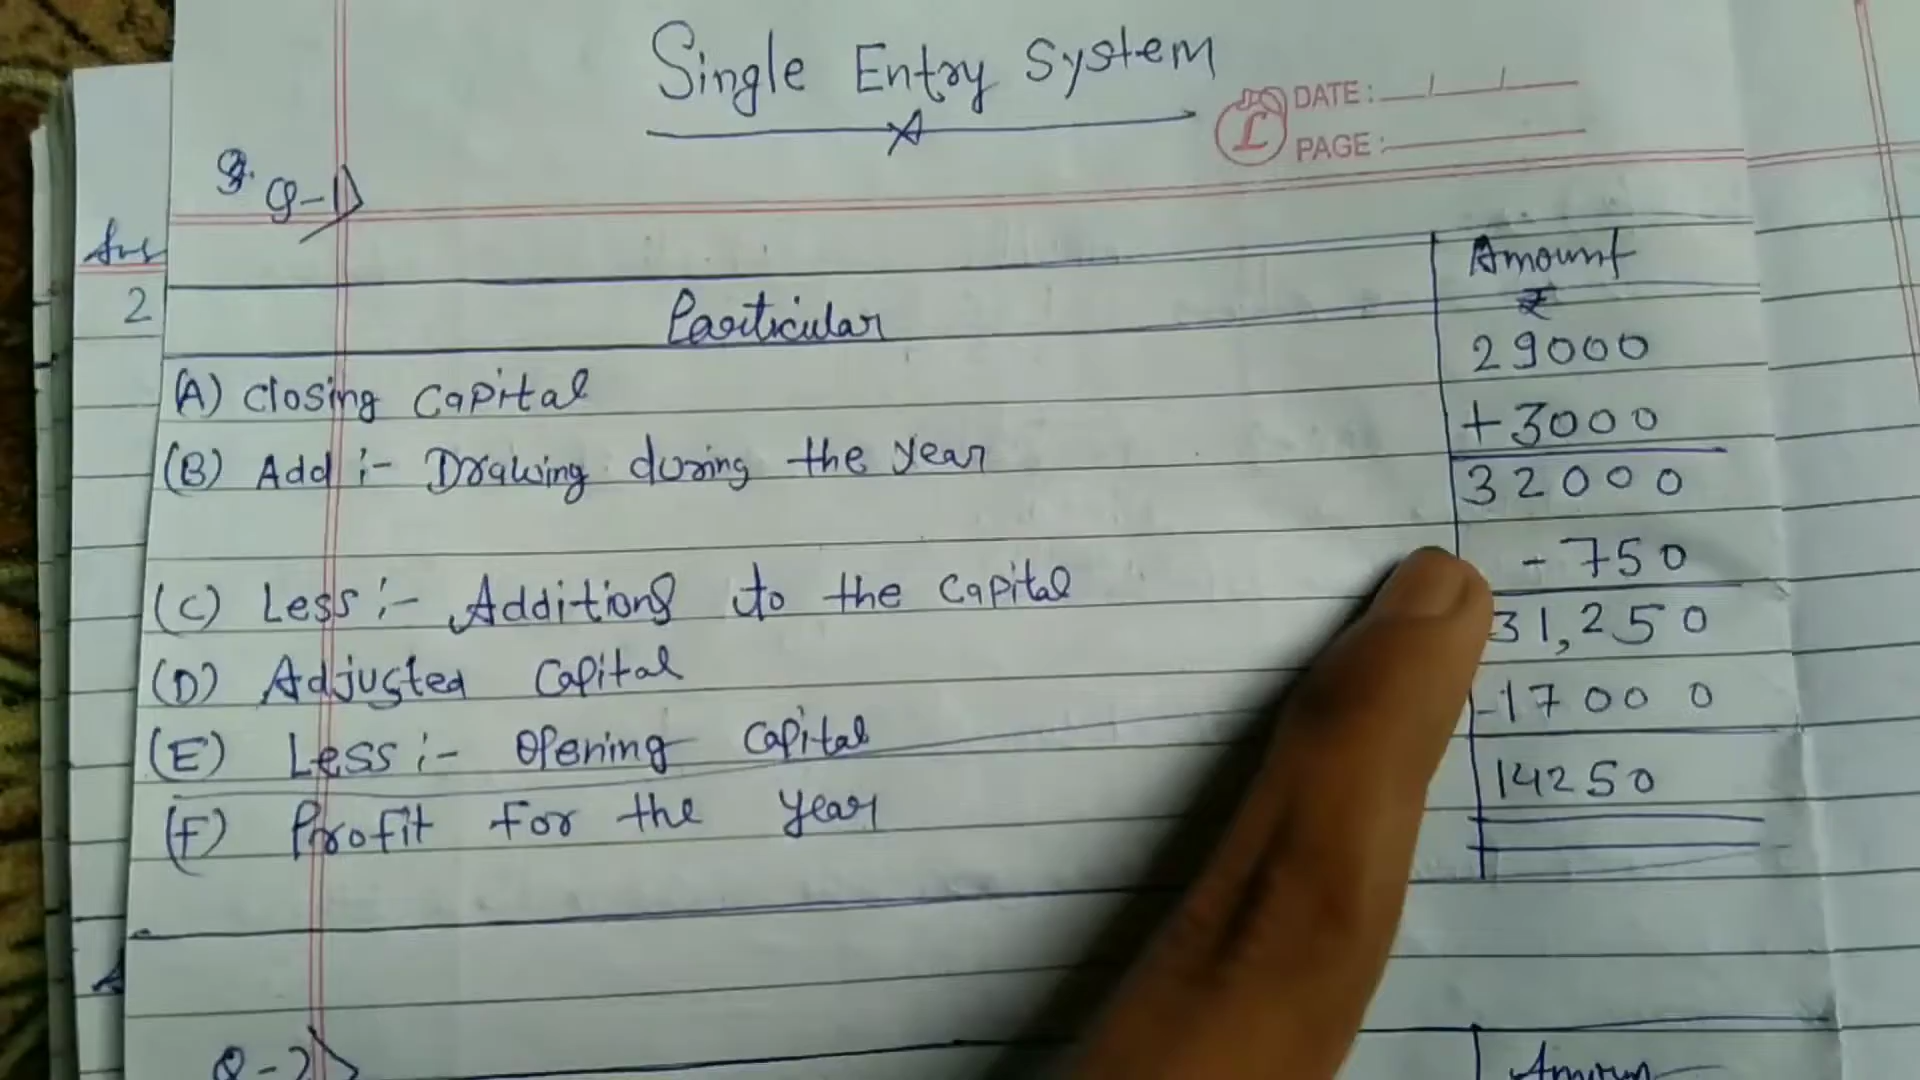 Single Entry System
DATE:
PAGE:
Q-1
Ans
2
Particular
Amount
₹
(A) Closing Capital 29000
(B) Add :- Drawing during the year +3000
32000
(C) Less :- Additions to the Capital -750
(D) Adjusted Capital 31,250
(E) Less :- Opening Capital -17000
(F) Profit For the year 14250
Q-2